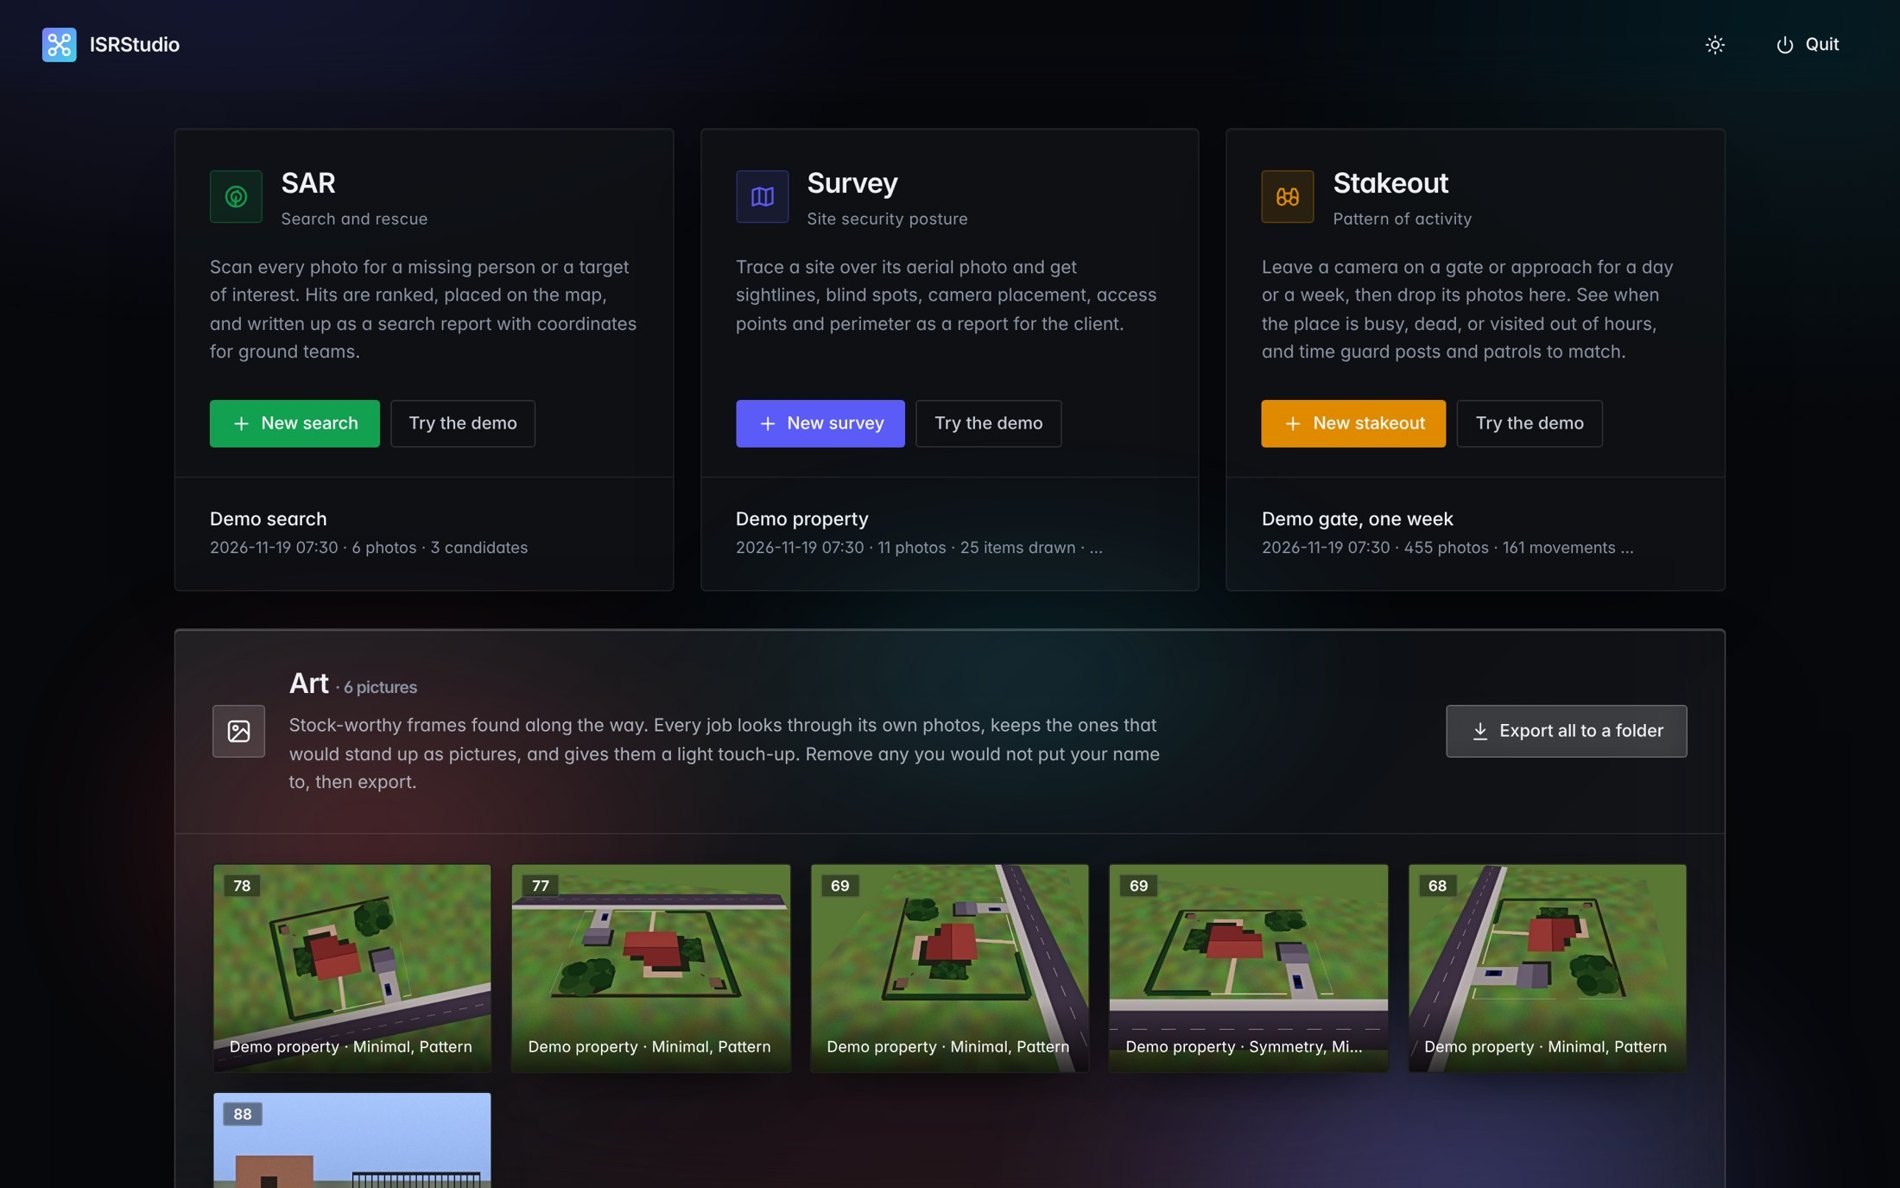 ISRStudio
Quit
SAR
Search and rescue
Scan every photo for a missing person or a target
of interest. Hits are ranked, placed on the map,
and written up as a search report with coordinates
for ground teams.
New search
Try the demo
Demo search
2026-11-19 07:30 · 6 photos · 3 candidates
Survey
Site security posture
Trace a site over its aerial photo and get
sightlines, blind spots, camera placement, access
points and perimeter as a report for the client.
New survey
Try the demo
Demo property
2026-11-19 07:30 · 11 photos · 25 items drawn · ...
Stakeout
Pattern of activity
Leave a camera on a gate or approach for a day
or a week, then drop its photos here. See when
the place is busy, dead, or visited out of hours,
and time guard posts and patrols to match.
New stakeout
Try the demo
Demo gate, one week
2026-11-19 07:30 · 455 photos · 161 movements ...
Art · 6 pictures
Stock-worthy frames found along the way. Every job looks through its own photos, keeps the ones that
would stand up as pictures, and gives them a light touch-up. Remove any you would not put your name
to, then export.
Export all to a folder
78
Demo property · Minimal, Pattern
77
Demo property · Minimal, Pattern
69
Demo property · Minimal, Pattern
69
Demo property · Symmetry, Mi...
68
Demo property · Minimal, Pattern
88